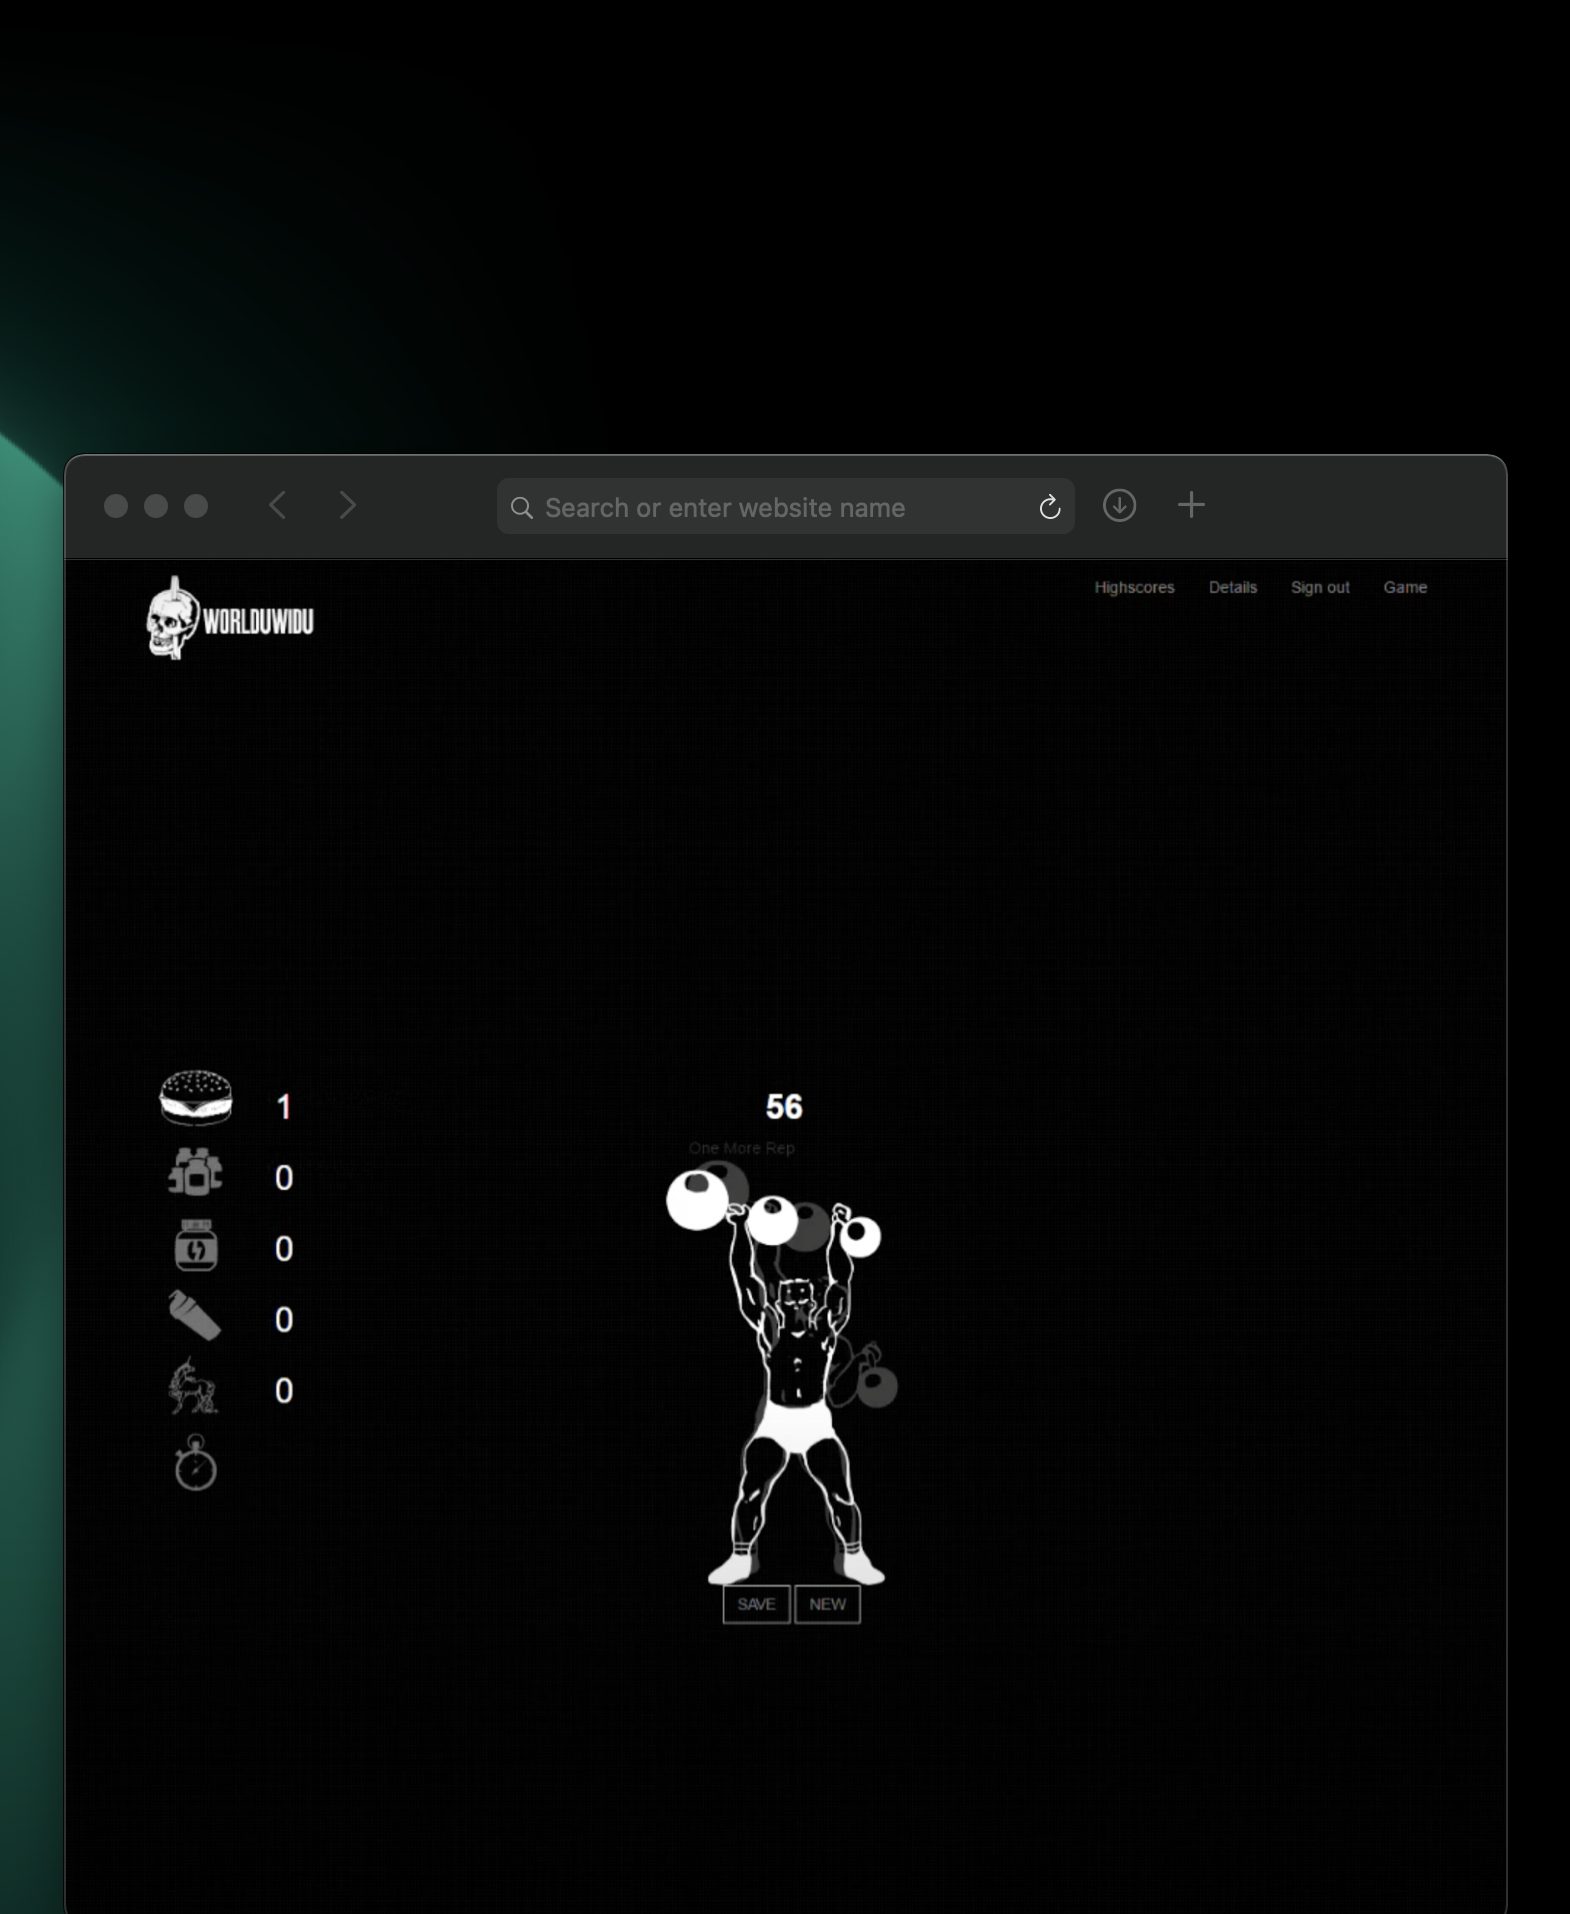 Search or enter website name
WORLDUWIDU
Highscores Details Sign out Game
1
0
0
0
0
56
One More Rep
SAVE NEW